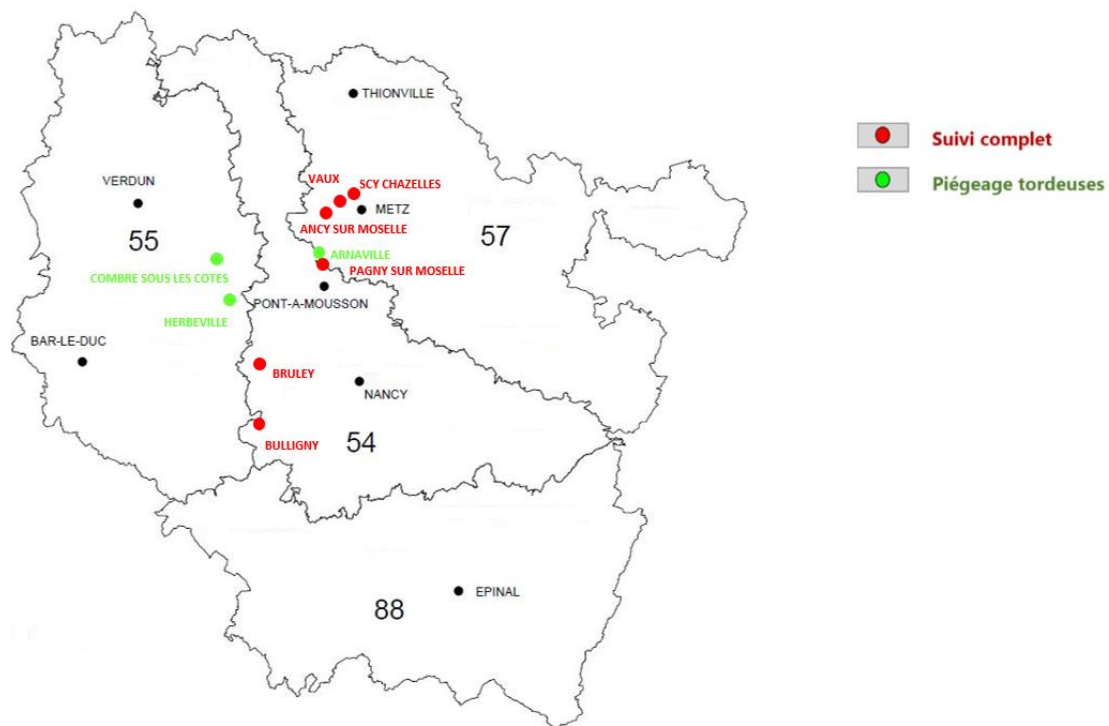 THIONVILLE
Suivi complet
Piégeage tordeuses
VAUX
SCY CHAZELLES
VERDUN
METZ
ANCY SUR MOSELLE
55
57
ARNAVILLE
PAGNY SUR MOSELLE
COMBRE SOUS LES COTES
PONT-A-MOUSSON
HERBEVILLE
BAR-LE-DUC
BRULEY
NANCY
BULLIGNY
54
EPINAL
88